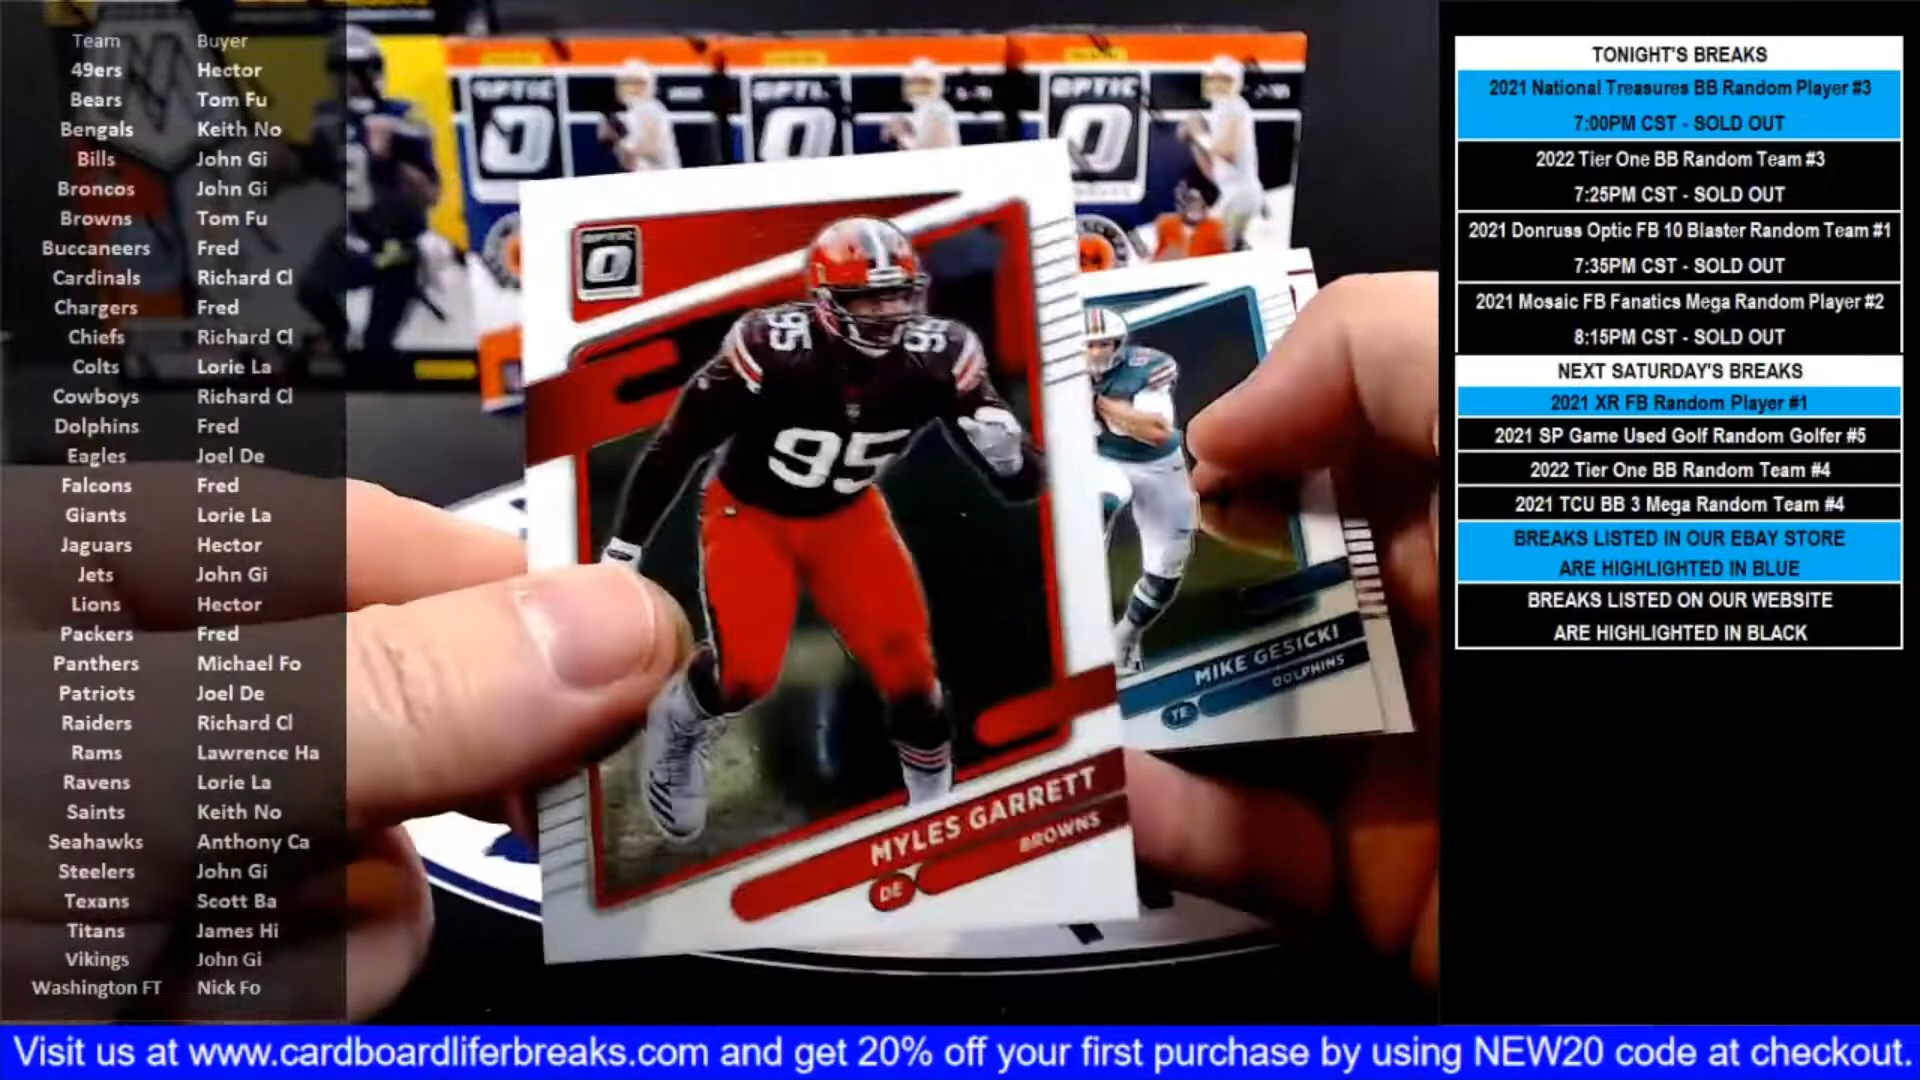 Team Buyer
49ers Hector
Bears Tom Fu
Bengals Keith No
Bills John Gi
Broncos John Gi
Browns Tom Fu
Buccaneers Fred
Cardinals Richard Cl
Chargers Fred
Chiefs Richard Cl
Colts Lorie La
Cowboys Richard Cl
Dolphins Fred
Eagles Joel De
Falcons Fred
Giants Lorie La
Jaguars Hector
Jets John Gi
Lions Hector
Packers Fred
Panthers Michael Fo
Patriots Joel De
Raiders Richard Cl
Rams Lawrence Ha
Ravens Lorie La
Saints Keith No
Seahawks Anthony Ca
Steelers John Gi
Texans Scott Ba
Titans James Hi
Vikings John Gi
Washington FT Nick Fo
OPTIC
OPTIC
OPTIC
OPTIC
95
95
95
MYLES GARRETT
BROWNS
DE
MIKE GESICKI
DOLPHINS
TE
TONIGHT'S BREAKS
2021 National Treasures BB Random Player #3
7:00PM CST - SOLD OUT
2022 Tier One BB Random Team #3
7:25PM CST - SOLD OUT
2021 Donruss Optic FB 10 Blaster Random Team #1
7:35PM CST - SOLD OUT
2021 Mosaic FB Fanatics Mega Random Player #2
8:15PM CST - SOLD OUT
NEXT SATURDAY'S BREAKS
2021 XR FB Random Player #1
2021 SP Game Used Golf Random Golfer #5
2022 Tier One BB Random Team #4
2021 TCU BB 3 Mega Random Team #4
BREAKS LISTED IN OUR EBAY STORE
ARE HIGHLIGHTED IN BLUE
BREAKS LISTED ON OUR WEBSITE
ARE HIGHLIGHTED IN BLACK
Visit us at www.cardboardliferbreaks.com and get 20% off your first purchase by using NEW20 code at checkout.